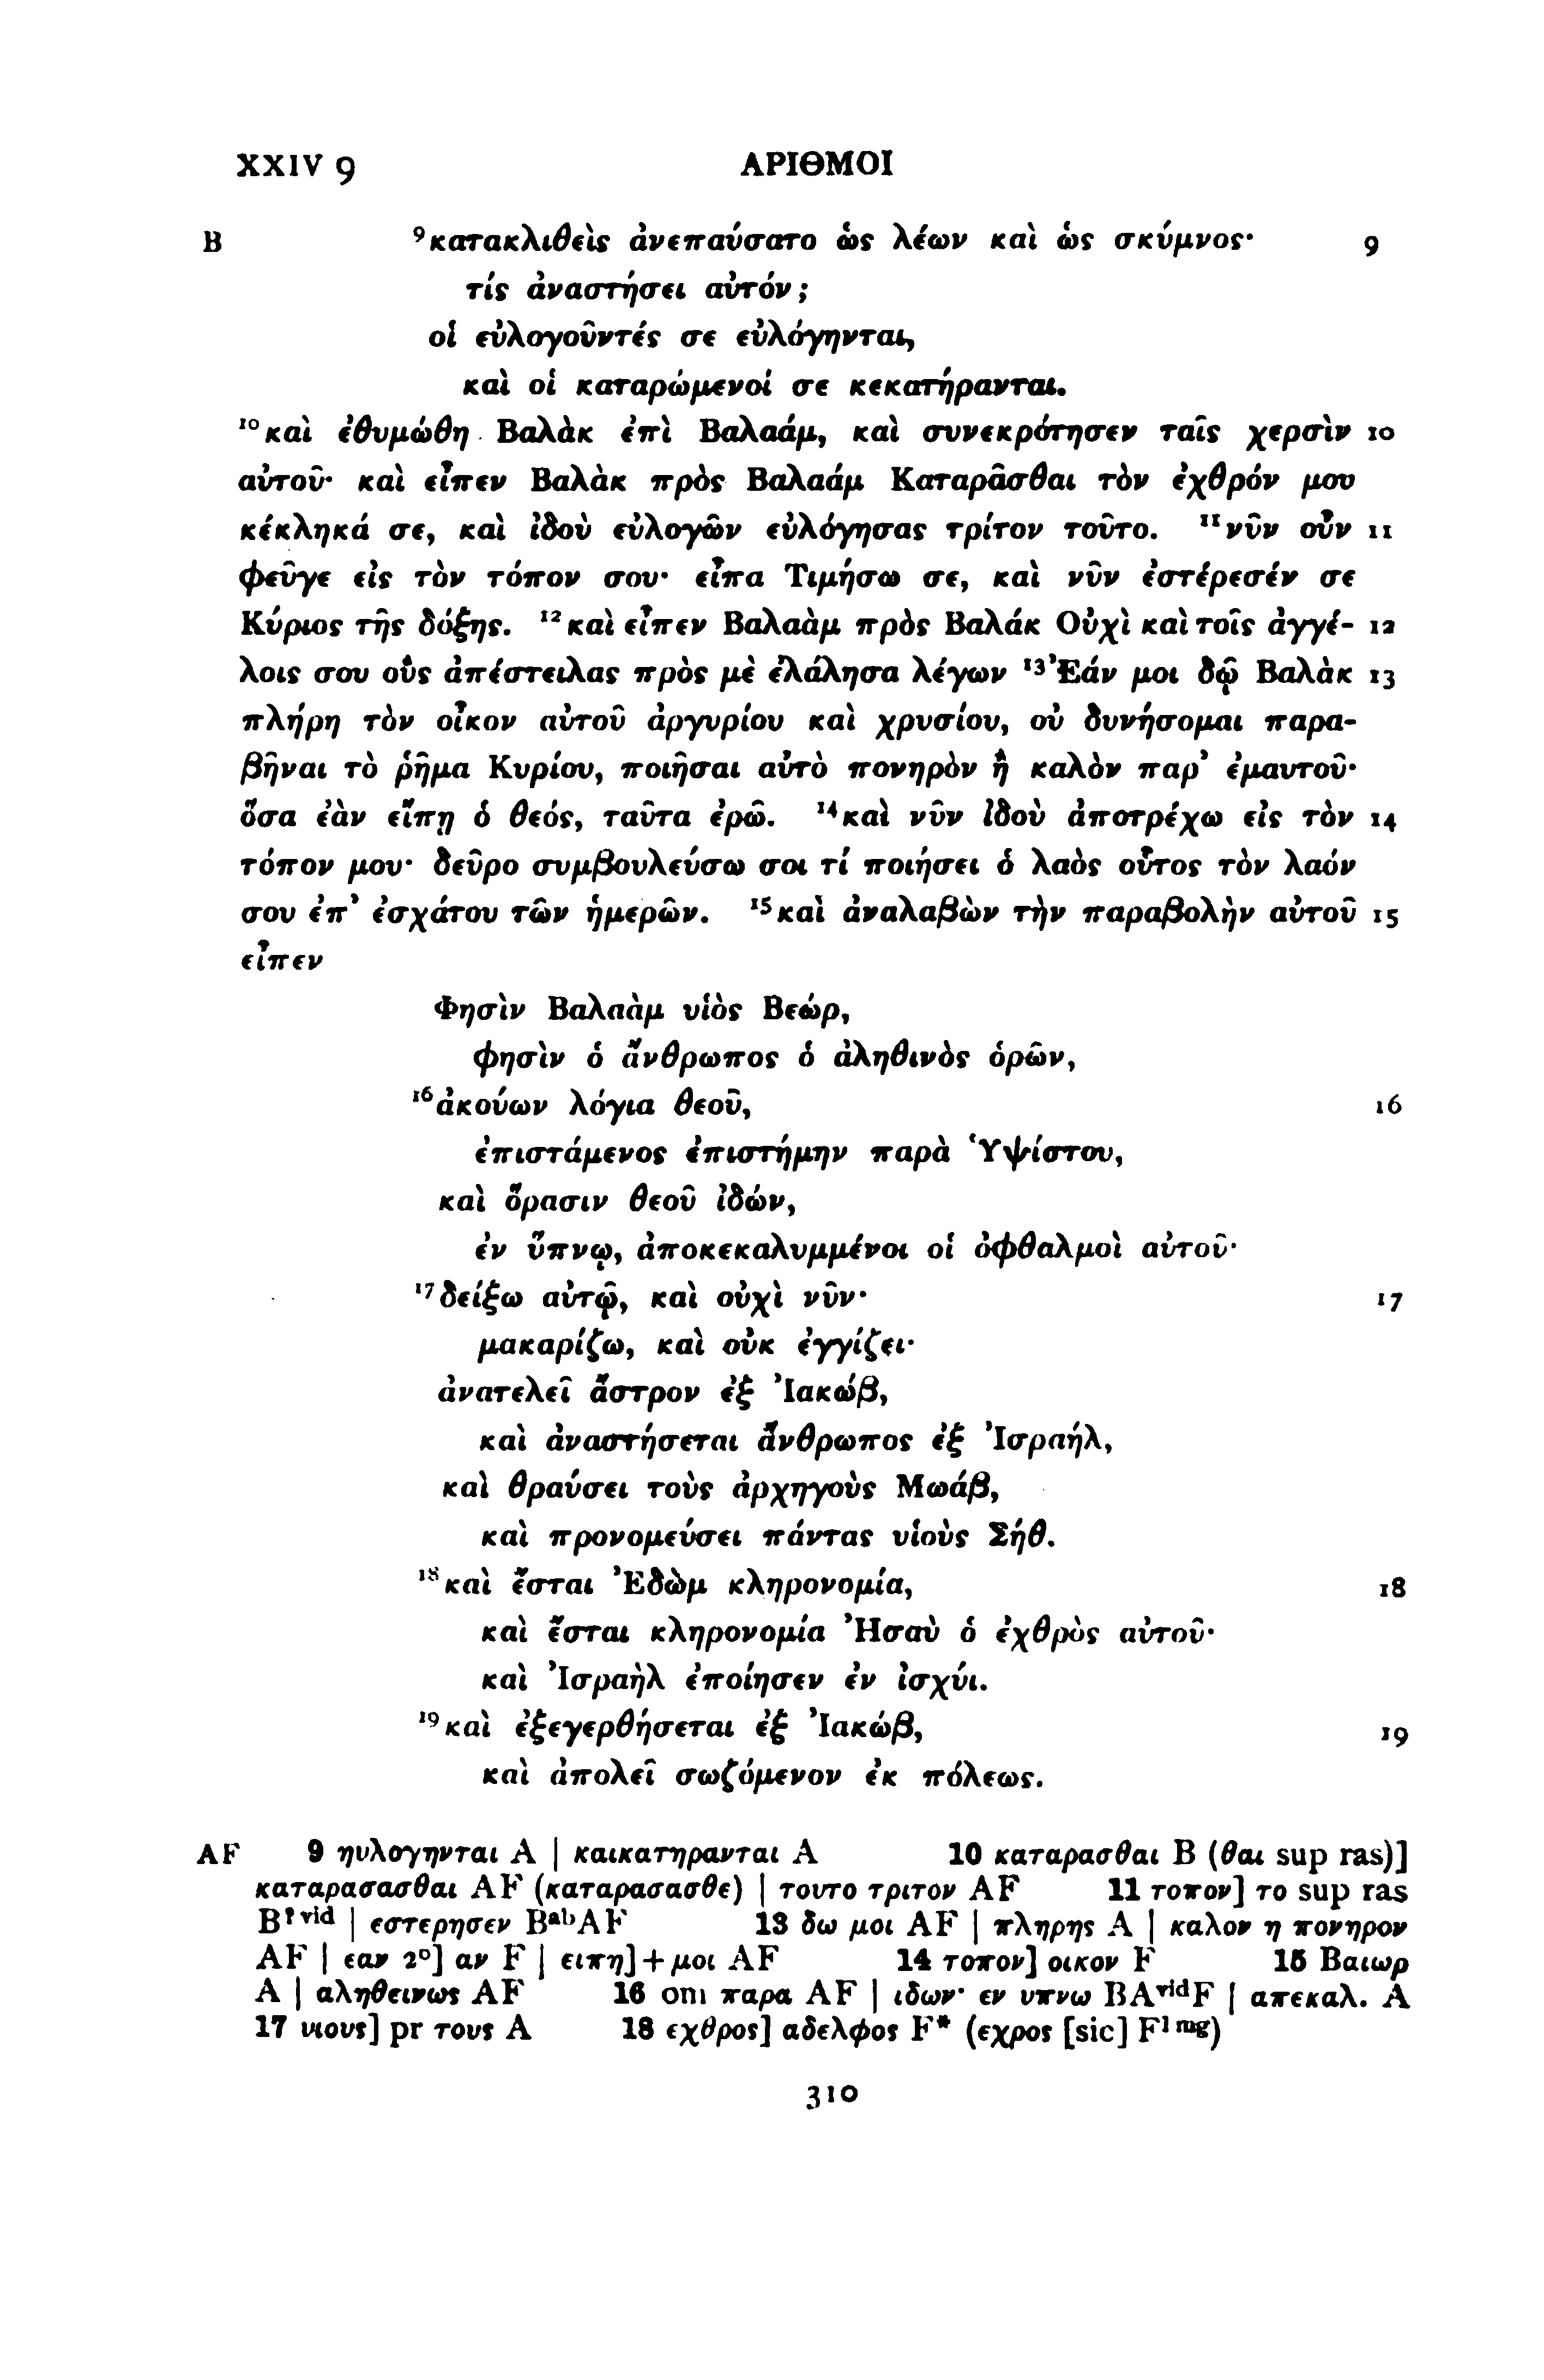 XXIV 9 ΑΡΙΘΜΟΙ
B ⁹κατακλιθεὶς ἀνεπαύσατο ὡς λέων καὶ ὡς σκύμνος· 9
τίς ἀναστήσει αὐτόν;
οἱ εὐλογοῦντές σε εὐλόγηνται,
καὶ οἱ καταρώμενοί σε κεκατήρανται.
¹⁰καὶ ἐθυμώθη Βαλὰκ ἐπὶ Βαλαάμ, καὶ συνεκρότησεν ταῖς χερσὶν 10
αὐτοῦ· καὶ εἶπεν Βαλὰκ πρὸς Βαλαάμ Καταρᾶσθαι τὸν ἐχθρόν μου
κέκληκά σε, καὶ ἰδοὺ εὐλογῶν εὐλόγησας τρίτον τοῦτο. ¹¹νῦν οὖν 11
φεῦγε εἰς τὸν τόπον σου· εἶπα Τιμήσω σε, καὶ νῦν ἐστέρεσέν σε
Κύριος τῆς δόξης. ¹²καὶ εἶπεν Βαλαὰμ πρὸς Βαλάκ Οὐχὶ καὶ τοῖς ἀγγέ- 12
λοις σου οὓς ἀπέστειλας πρὸς μὲ ἐλάλησα λέγων ¹³Ἐάν μοι δῷ Βαλὰκ 13
πλήρη τὸν οἶκον αὐτοῦ ἀργυρίου καὶ χρυσίου, οὐ δυνήσομαι παρα-
βῆναι τὸ ῥῆμα Κυρίου, ποιῆσαι αὐτὸ πονηρὸν ἢ καλὸν παρ’ ἐμαυτοῦ·
ὅσα ἐὰν εἴπῃ ὁ θεός, ταῦτα ἐρῶ. ¹⁴καὶ νῦν ἰδοὺ ἀποτρέχω εἰς τὸν 14
τόπον μου· δεῦρο συμβουλεύσω σοι τί ποιήσει ὁ λαὸς οὗτος τὸν λαόν
σου ἐπ’ ἐσχάτου τῶν ἡμερῶν. ¹⁵καὶ ἀναλαβὼν τὴν παραβολὴν αὐτοῦ 15
εἶπεν
Φησὶν Βαλαὰμ υἱὸς Βεώρ,
φησὶν ὁ ἄνθρωπος ὁ ἀληθινὸς ὁρῶν,
¹⁶ἀκούων λόγια θεοῦ, 16
ἐπιστάμενος ἐπιστήμην παρὰ Ὑψίστου,
καὶ ὅρασιν θεοῦ ἰδών,
ἐν ὕπνῳ, ἀποκεκαλυμμένοι οἱ ὀφθαλμοὶ αὐτοῦ·
¹⁷δείξω αὐτῷ, καὶ οὐχὶ νῦν· 17
μακαρίζω, καὶ οὐκ ἐγγίζει·
ἀνατελεῖ ἄστρον ἐξ Ἰακώβ,
καὶ ἀναστήσεται ἄνθρωπος ἐξ Ἰσραήλ,
καὶ θραύσει τοὺς ἀρχηγοὺς Μωάβ,
καὶ προνομεύσει πάντας υἱοὺς Σήθ.
¹⁸καὶ ἔσται Ἐδὼμ κληρονομία, 18
καὶ ἔσται κληρονομία Ἠσαὺ ὁ ἐχθρὸς αὐτοῦ·
καὶ Ἰσραὴλ ἐποίησεν ἐν ἰσχύι.
¹⁹καὶ ἐξεγερθήσεται ἐξ Ἰακώβ, 19
καὶ ἀπολεῖ σωζόμενον ἐκ πόλεως.
AF 9 ηυλογηνται A | καικατηρανται A 10 καταρασθαι B (θαι sup ras)]
καταρασασθαι AF (καταρασασθε) | τουτο τριτον AF 11 τοπον] το sup ras
B? vid | εστερησεν BabAF 13 δω μοι AF | πληρης A | καλον η πονηρον
AF | εαν 2°] αν F | ειπη]+μοι AF 14 τοπον] οικον F 15 Βαιωρ
A | αληθεινως AF 16 om παρα AF | ιδων· εν υπνω BAvidF | απεκαλ. A
17 υιους] pr τους A 18 εχθρος] αδελφος F* (εχρος [sic] F1 mg)
310